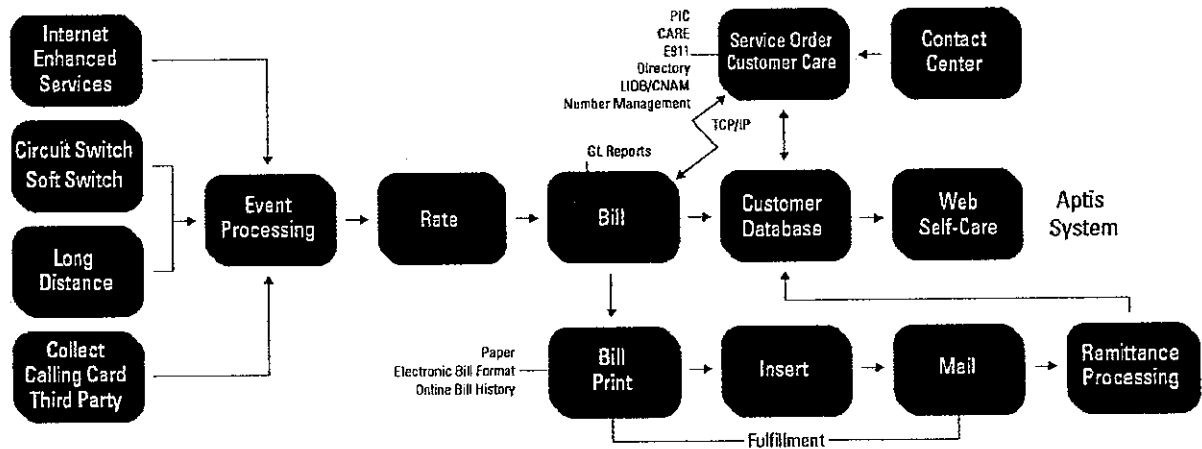 Internet
Enhanced
Services
Circuit Switch
Soft Switch
Long
Distance
Collect
Calling Card
Third Party
Event
Processing
Rate
GL Reports
Bill
PIC
CARE
E911
Directory
LIDB/CNAM
Number Management
TCP/IP
Service Order
Customer Care
Contact
Center
Customer
Database
Web
Self-Care
Aptis
System
Paper
Electronic Bill Format
Online Bill History
Bill
Print
Insert
Mail
Remittance
Processing
Fulfillment